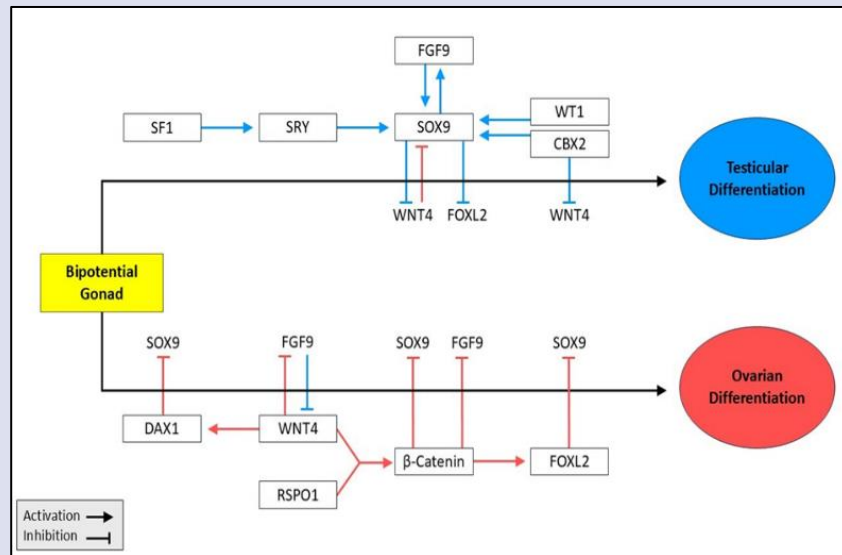 FGF9
SF1
SRY
SOX9
WT1
CBX2
Testicular
Differentiation
WNT4
FOXL2
WNT4
Bipotential
Gonad
SOX9
FGF9
SOX9
FGF9
SOX9
Ovarian
Differentiation
DAX1
WNT4
β-Catenin
FOXL2
RSPO1
Activation
Inhibition